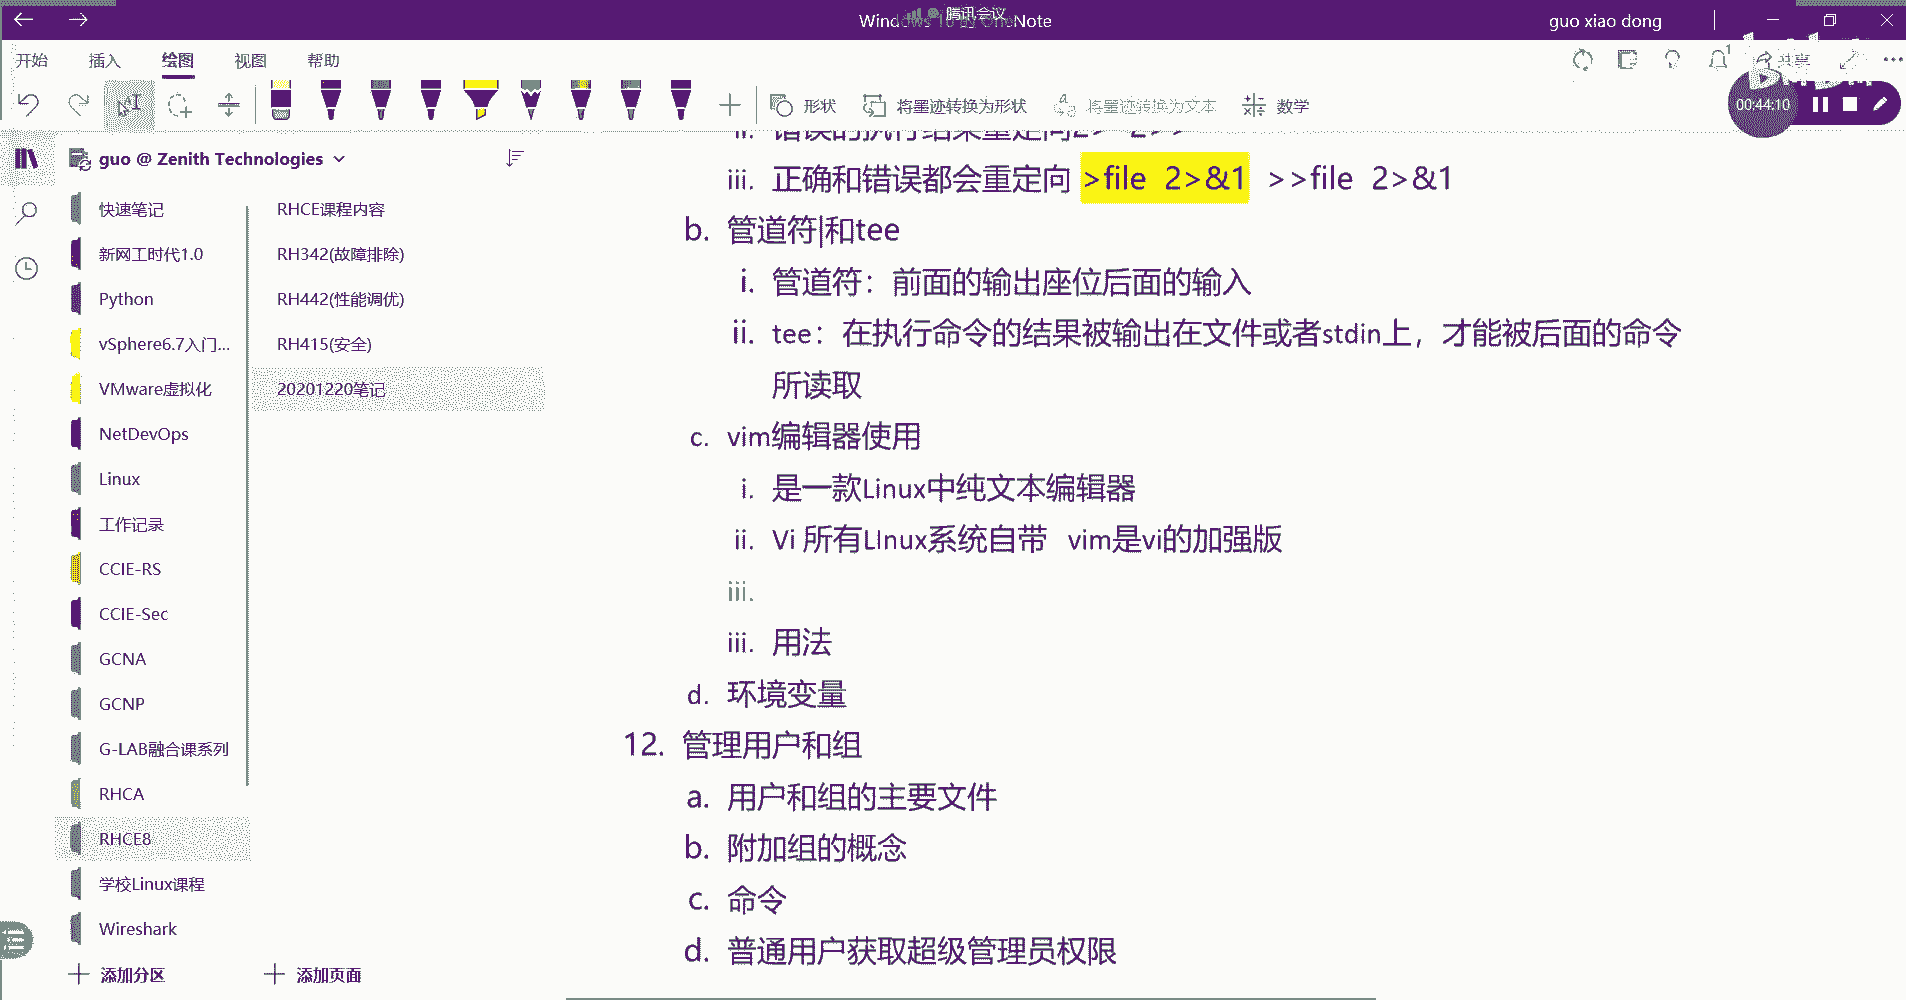 guo xiao dong
开始 插入 绘图 视图 帮助
形状 将墨迹转换为形状 将墨迹转换为文本 数学
00:44:10
guo @ Zenith Technologies
快速笔记
新网工时代1.0
Python
vSphere6.7入门...
VMware虚拟化
NetDevOps
Linux
工作记录
CCIE-RS
CCIE-Sec
GCNA
GCNP
G-LAB融合课系列
RHCA
RHCE8
学校Linux课程
Wireshark
添加分区
RHCE课程内容
RH342(故障排除)
RH442(性能调优)
RH415(安全)
20201220笔记
添加页面
ii. 错误的执行结果重定向2> 2>>
iii. 正确和错误都会重定向 >file 2>&1 >>file 2>&1
b. 管道符|和tee
i. 管道符：前面的输出座位后面的输入
ii. tee：在执行命令的结果被输出在文件或者stdin上，才能被后面的命令
所读取
c. vim编辑器使用
i. 是一款Linux中纯文本编辑器
ii. Vi 所有LInux系统自带 vim是vi的加强版
iii.
iii. 用法
d. 环境变量
12. 管理用户和组
a. 用户和组的主要文件
b. 附加组的概念
c. 命令
d. 普通用户获取超级管理员权限